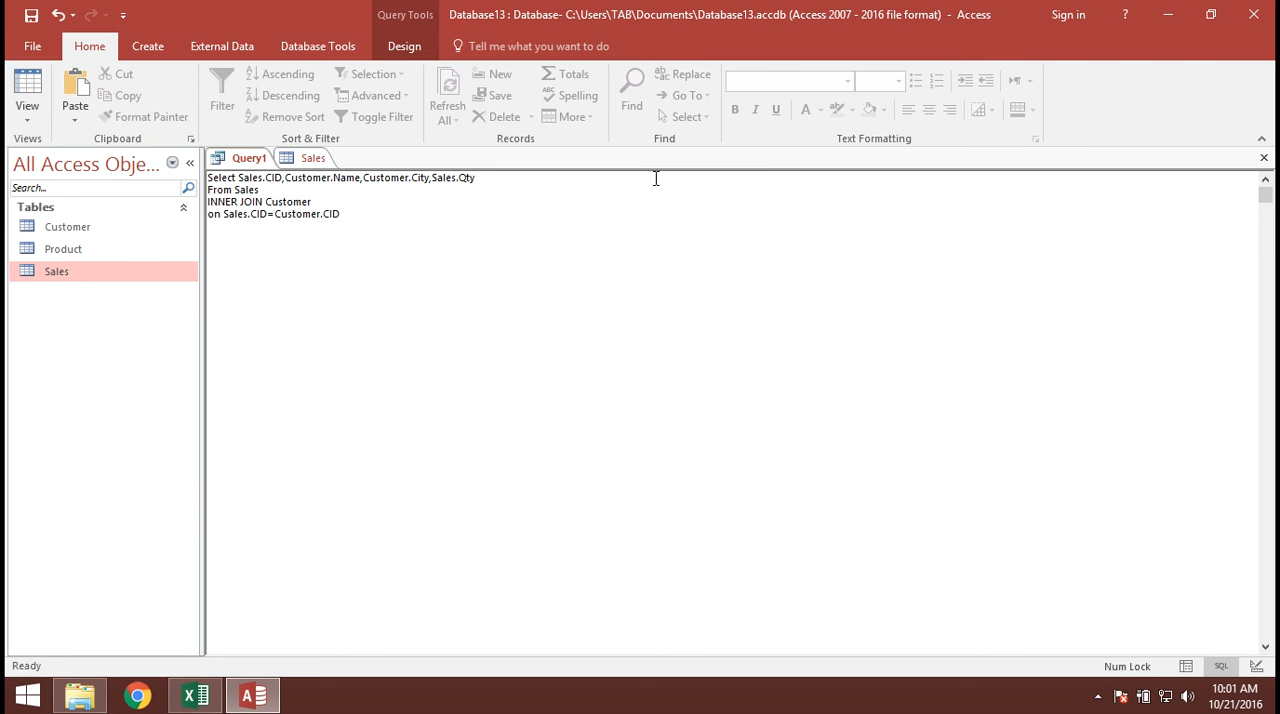 Query Tools
Database13 : Database- C:\Users\TAB\Documents\Database13.accdb (Access 2007 - 2016 file format) - Access
Sign in
?
File Home Create External Data Database Tools Design Tell me what you want to do
View
Views
Paste
Cut
Copy
Format Painter
Clipboard
Filter
Ascending
Descending
Remove Sort
Selection
Advanced
Toggle Filter
Sort & Filter
Refresh
All
New
Save
Delete
Totals
Spelling
More
Records
Find
Replace
Go To
Select
Find
B I U A
Text Formatting
All Access Obje...
Search...
Tables
Customer
Product
Sales
Query1 Sales
Select Sales.CID,Customer.Name,Customer.City,Sales.Qty
From Sales
INNER JOIN Customer
on Sales.CID=Customer.CID
Ready
Num Lock
SQL
10:01 AM
10/21/2016